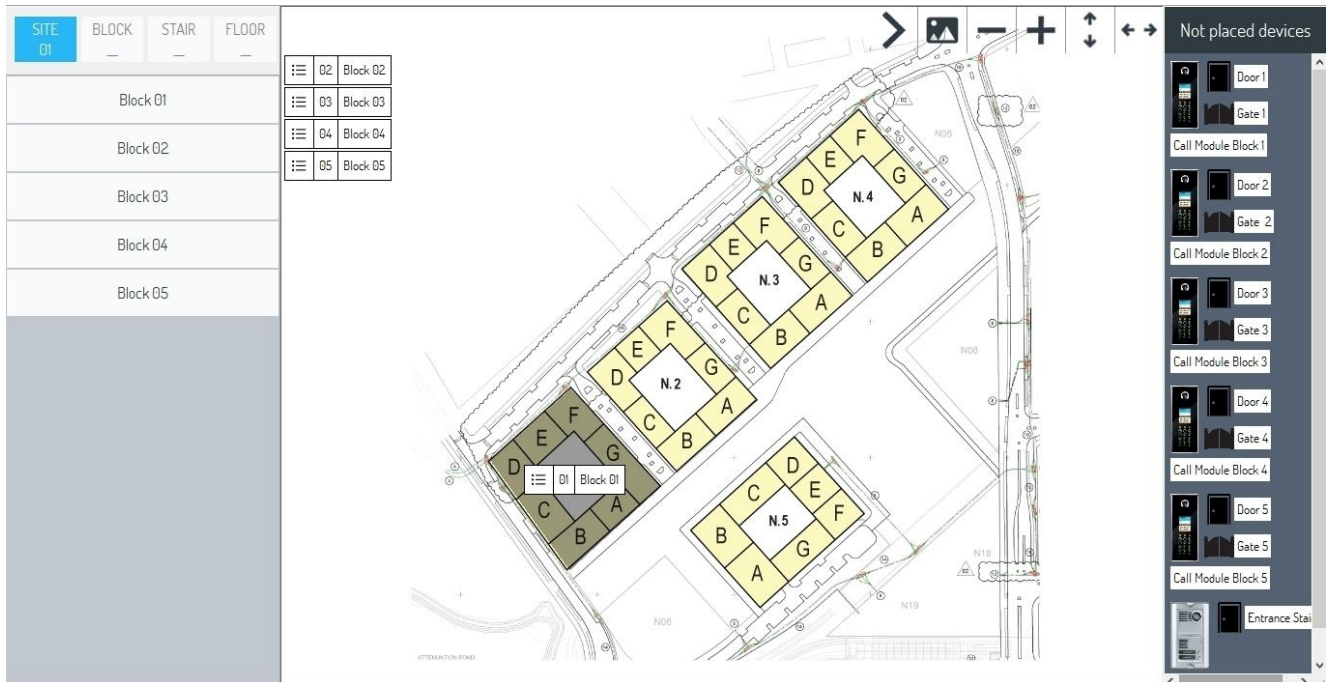 SITE
01
BLOCK
—
STAIR
—
FLOOR
—
Block 01
Block 02
Block 03
Block 04
Block 05
02 Block 02
03 Block 03
04 Block 04
05 Block 05
N05
F
E
G
D
N. 4
A
C
B
F
E
G
D
N. 3
A
C
B
N08
F
E
G
D
N. 2
A
C
B
F
E
G
D
01 Block 01
A
C
B
D
C
E
F
N. 5
B
G
A
N18
N19
N06
ATTENUATION POND
Not placed devices
Door 1
Gate 1
Call Module Block 1
Door 2
Gate 2
Call Module Block 2
Door 3
Gate 3
Call Module Block 3
Door 4
Gate 4
Call Module Block 4
Door 5
Gate 5
Call Module Block 5
Entrance Stai